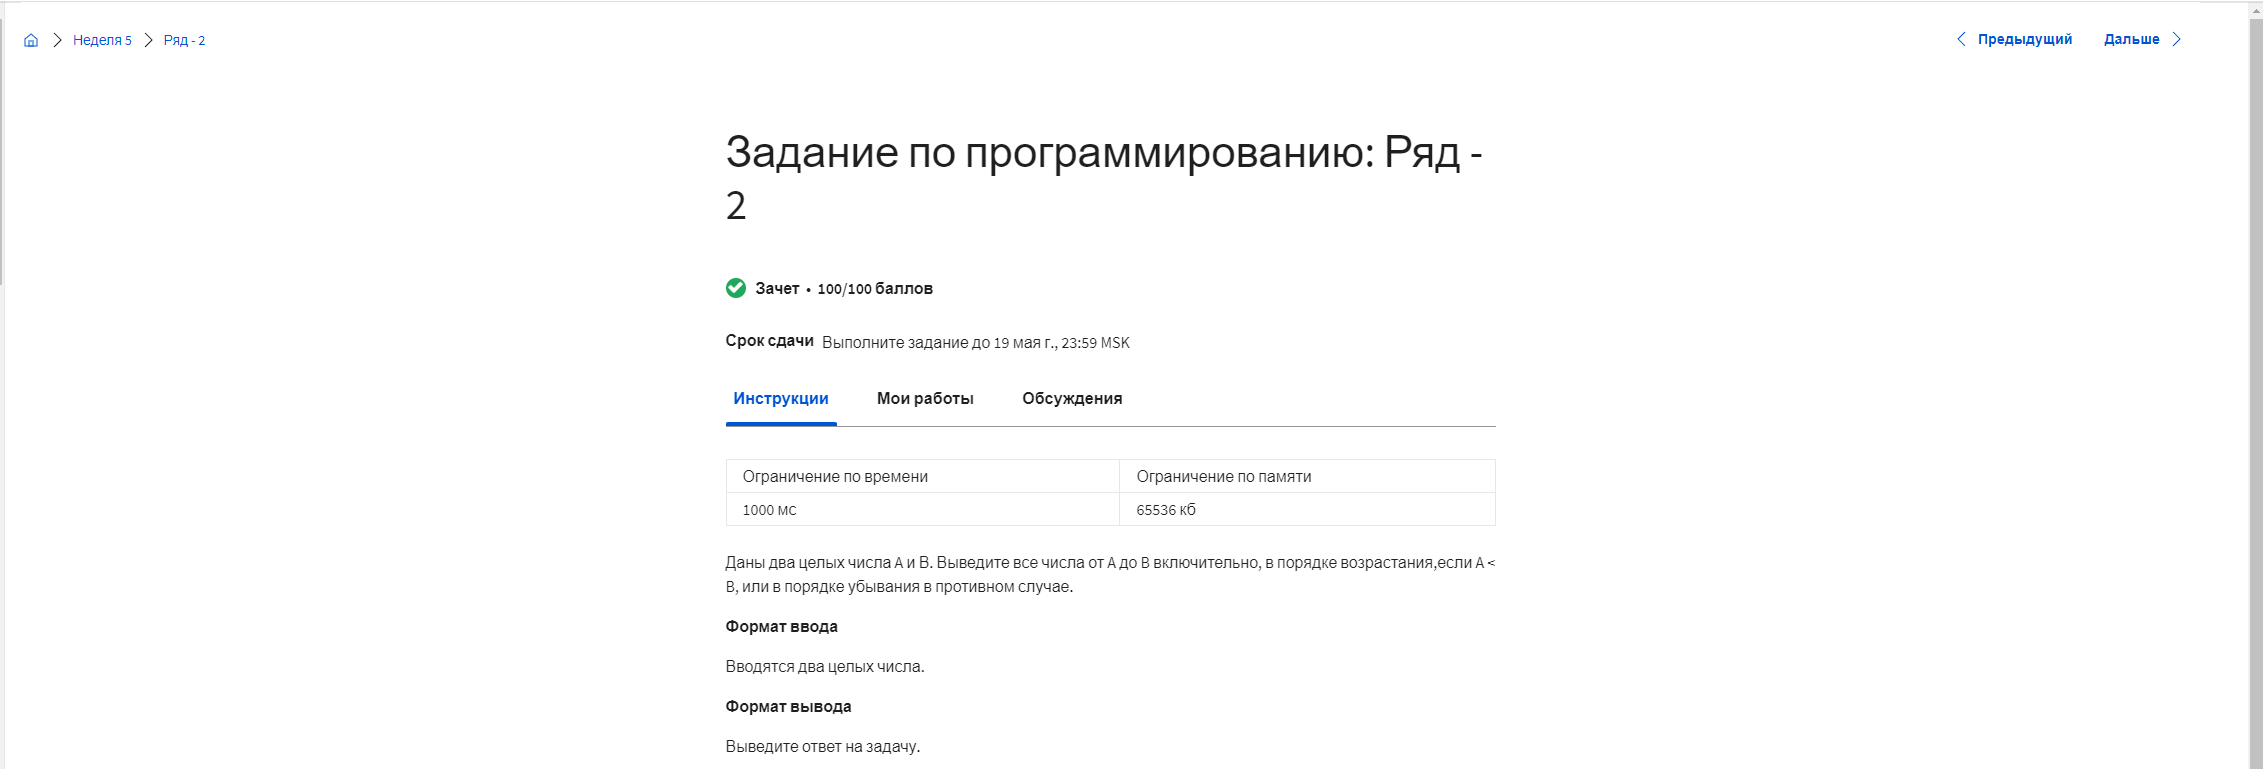 Неделя 5 Ряд - 2
Предыдущий Дальше
Задание по программированию: Ряд -
2
Зачет • 100/100 баллов
Срок сдачи Выполните задание до 19 мая г., 23:59 MSK
Инструкции Мои работы Обсуждения
Ограничение по времени Ограничение по памяти
1000 мс 65536 кб
Даны два целых числа A и В. Выведите все числа от A до B включительно, в порядке возрастания,если A <
B, или в порядке убывания в противном случае.
Формат ввода
Вводятся два целых числа.
Формат вывода
Выведите ответ на задачу.